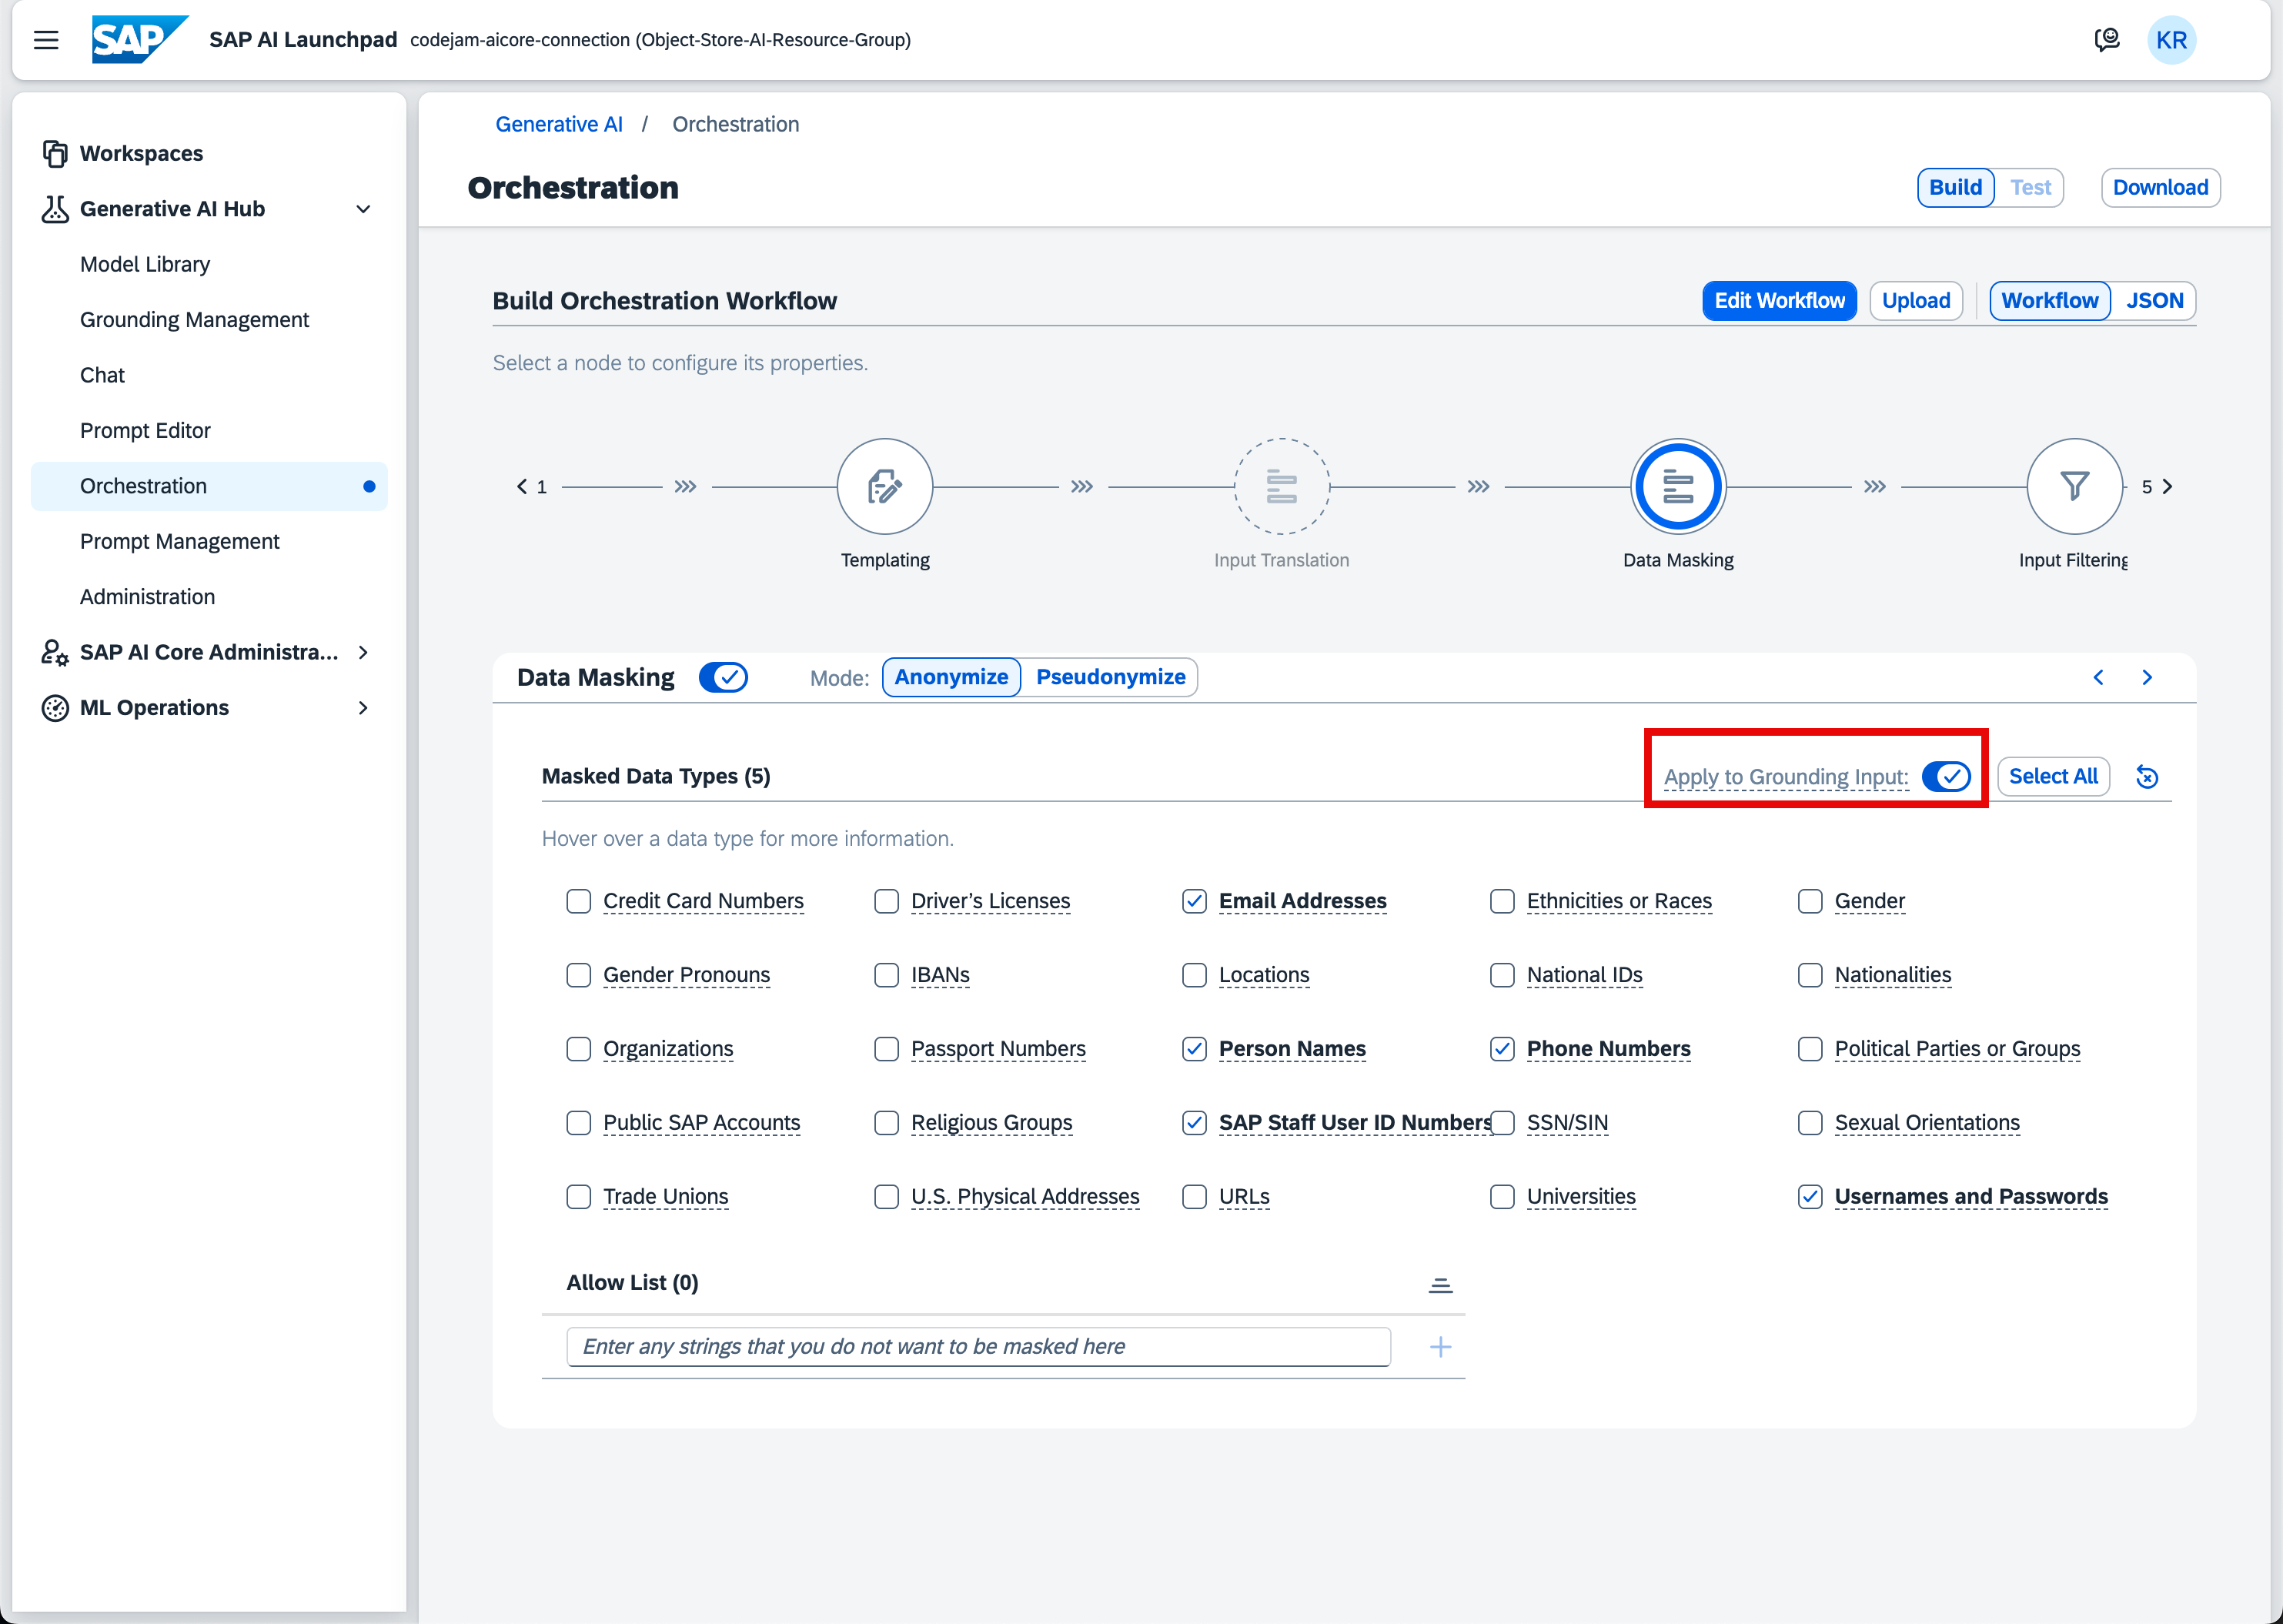 SAP SAP AI Launchpad codejam-aicore-connection (Object-Store-AI-Resource-Group) KR
Workspaces
Generative AI Hub
Model Library
Grounding Management
Chat
Prompt Editor
Orchestration
Prompt Management
Administration
SAP AI Core Administra...
ML Operations
Generative AI / Orchestration
Orchestration
Build Test Download
Build Orchestration Workflow
Edit Workflow Upload Workflow JSON
Select a node to configure its properties.
1 5
Templating Input Translation Data Masking Input Filtering
Data Masking Mode: Anonymize Pseudonymize
Masked Data Types (5) Apply to Grounding Input: Select All
Hover over a data type for more information.
Credit Card Numbers Driver’s Licenses Email Addresses Ethnicities or Races Gender
Gender Pronouns IBANs Locations National IDs Nationalities
Organizations Passport Numbers Person Names Phone Numbers Political Parties or Groups
Public SAP Accounts Religious Groups SAP Staff User ID Numbers SSN/SIN Sexual Orientations
Trade Unions U.S. Physical Addresses URLs Universities Usernames and Passwords
Allow List (0)
Enter any strings that you do not want to be masked here